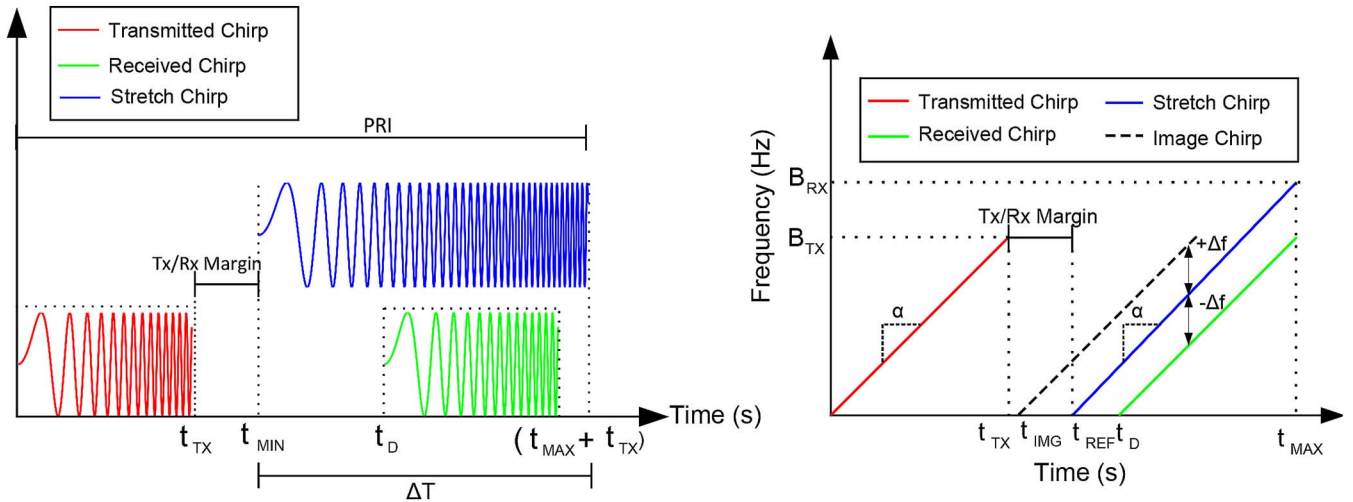 Transmitted Chirp
Received Chirp
Stretch Chirp
PRI
Tx/Rx Margin
Time (s)
t TX
t MIN
t D
( t MAX + t TX)
ΔT
Transmitted Chirp
Stretch Chirp
Received Chirp
Image Chirp
Frequency (Hz)
B RX
B TX
Tx/Rx Margin
+Δf
-Δf
α
α
t TX
t IMG
t REF
t D
t MAX
Time (s)